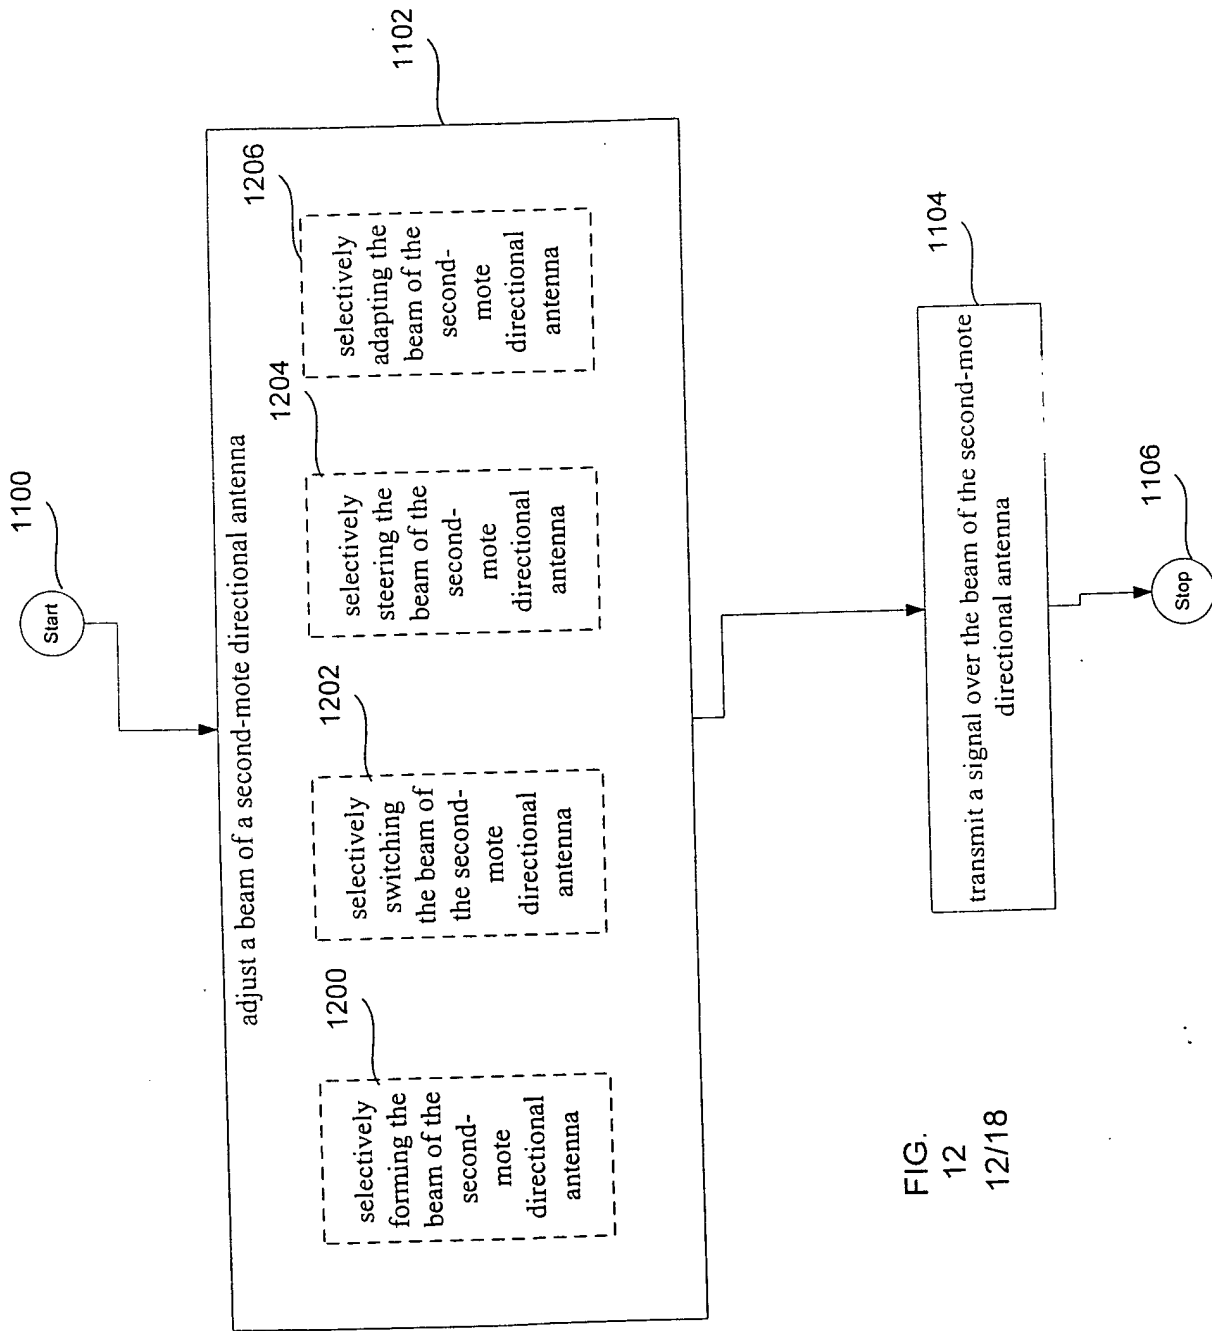 1100
Start
1102
adjust a beam of a second-mote directional antenna
1200
selectively
forming the
beam of the
second-
mote
directional
antenna
1202
selectively
switching
the beam of
the second-
mote
directional
antenna
1204
selectively
steering the
beam of the
second-
mote
directional
antenna
1206
selectively
adapting the
beam of the
second-
mote
directional
antenna
1104
transmit a signal over the beam of the second-mote
directional antenna
1106
Stop
FIG.
12
12/18